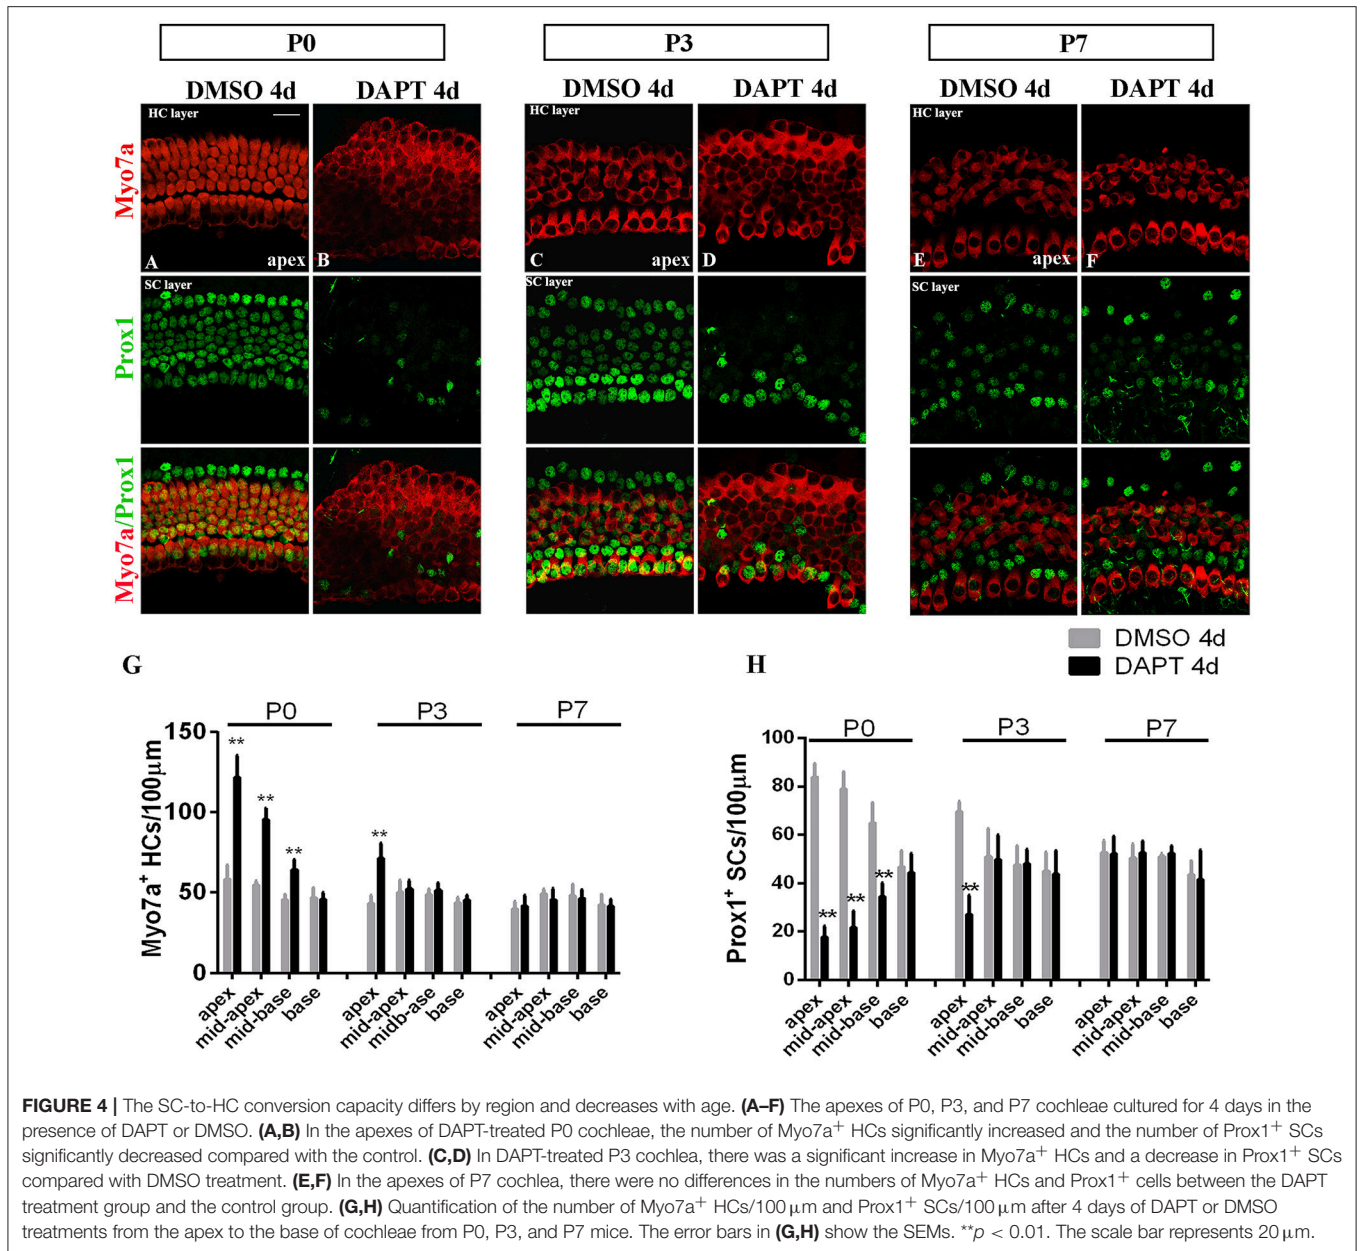 P0 P3 P7
DMSO 4d DAPT 4d DMSO 4d DAPT 4d DMSO 4d DAPT 4d
HC layer HC layer HC layer
Myo7a
A apex B C apex D E apex F
SC layer SC layer SC layer
Prox1
Myo7a/Prox1
DMSO 4d
DAPT 4d
G
P0 P3 P7
Myo7a+ HCs/100μm
150
100
50
0
** ** ** **
apex mid-apex mid-base base apex mid-apex midb-ase base apex mid-apex mid-base base
H
P0 P3 P7
Prox1+ SCs/100μm
100
80
60
40
20
0
** ** ** **
apex mid-apex mid-base base apex mid-apex mid-base base apex mid-apex mid-base base
FIGURE 4 | The SC-to-HC conversion capacity differs by region and decreases with age. (A–F) The apexes of P0, P3, and P7 cochleae cultured for 4 days in the
presence of DAPT or DMSO. (A,B) In the apexes of DAPT-treated P0 cochleae, the number of Myo7a+ HCs significantly increased and the number of Prox1+ SCs
significantly decreased compared with the control. (C,D) In DAPT-treated P3 cochlea, there was a significant increase in Myo7a+ HCs and a decrease in Prox1+ SCs
compared with DMSO treatment. (E,F) In the apexes of P7 cochlea, there were no differences in the numbers of Myo7a+ HCs and Prox1+ cells between the DAPT
treatment group and the control group. (G,H) Quantification of the number of Myo7a+ HCs/100 μm and Prox1+ SCs/100 μm after 4 days of DAPT or DMSO
treatments from the apex to the base of cochleae from P0, P3, and P7 mice. The error bars in (G,H) show the SEMs. **p < 0.01. The scale bar represents 20 μm.